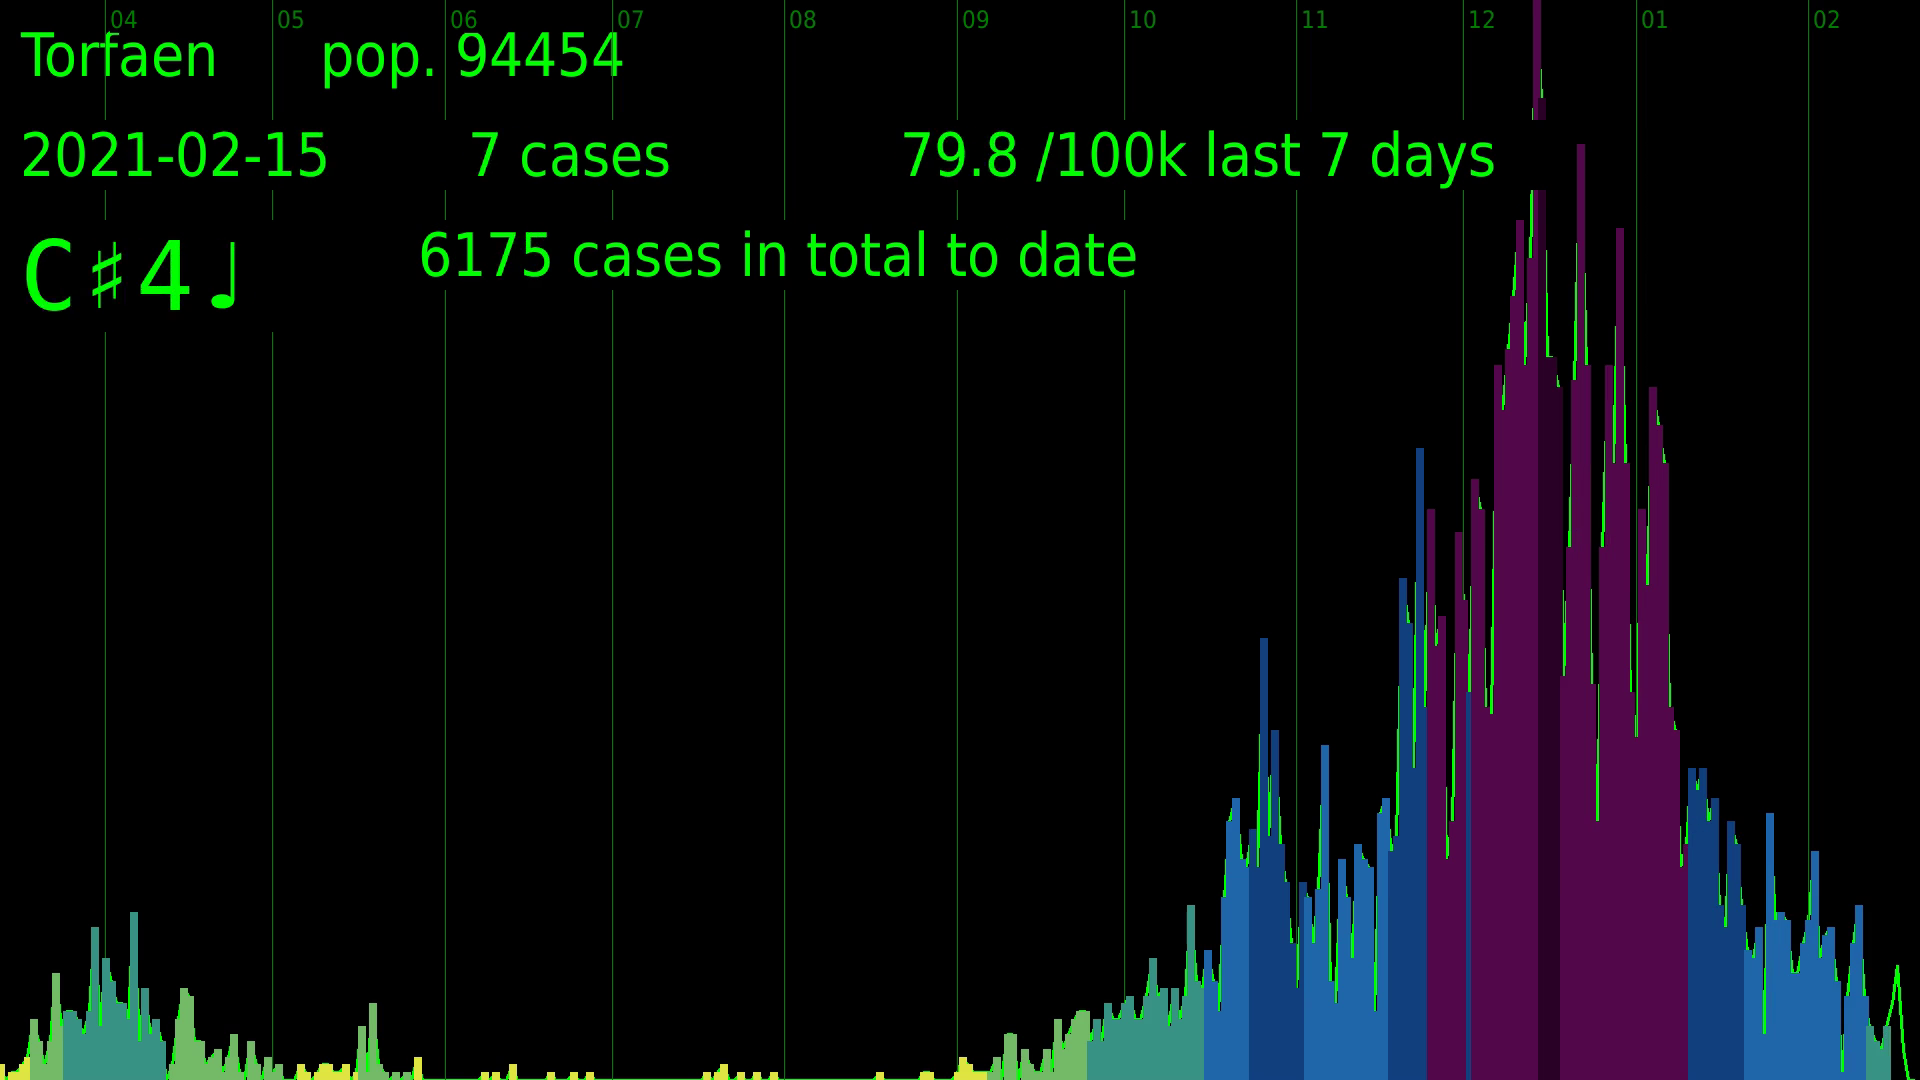 04 05 06 07 08 09 10 11 12 01 02
Torfaen pop. 94454
2021-02-15 7 cases 79.8 /100k last 7 days
C♯4♩ 6175 cases in total to date